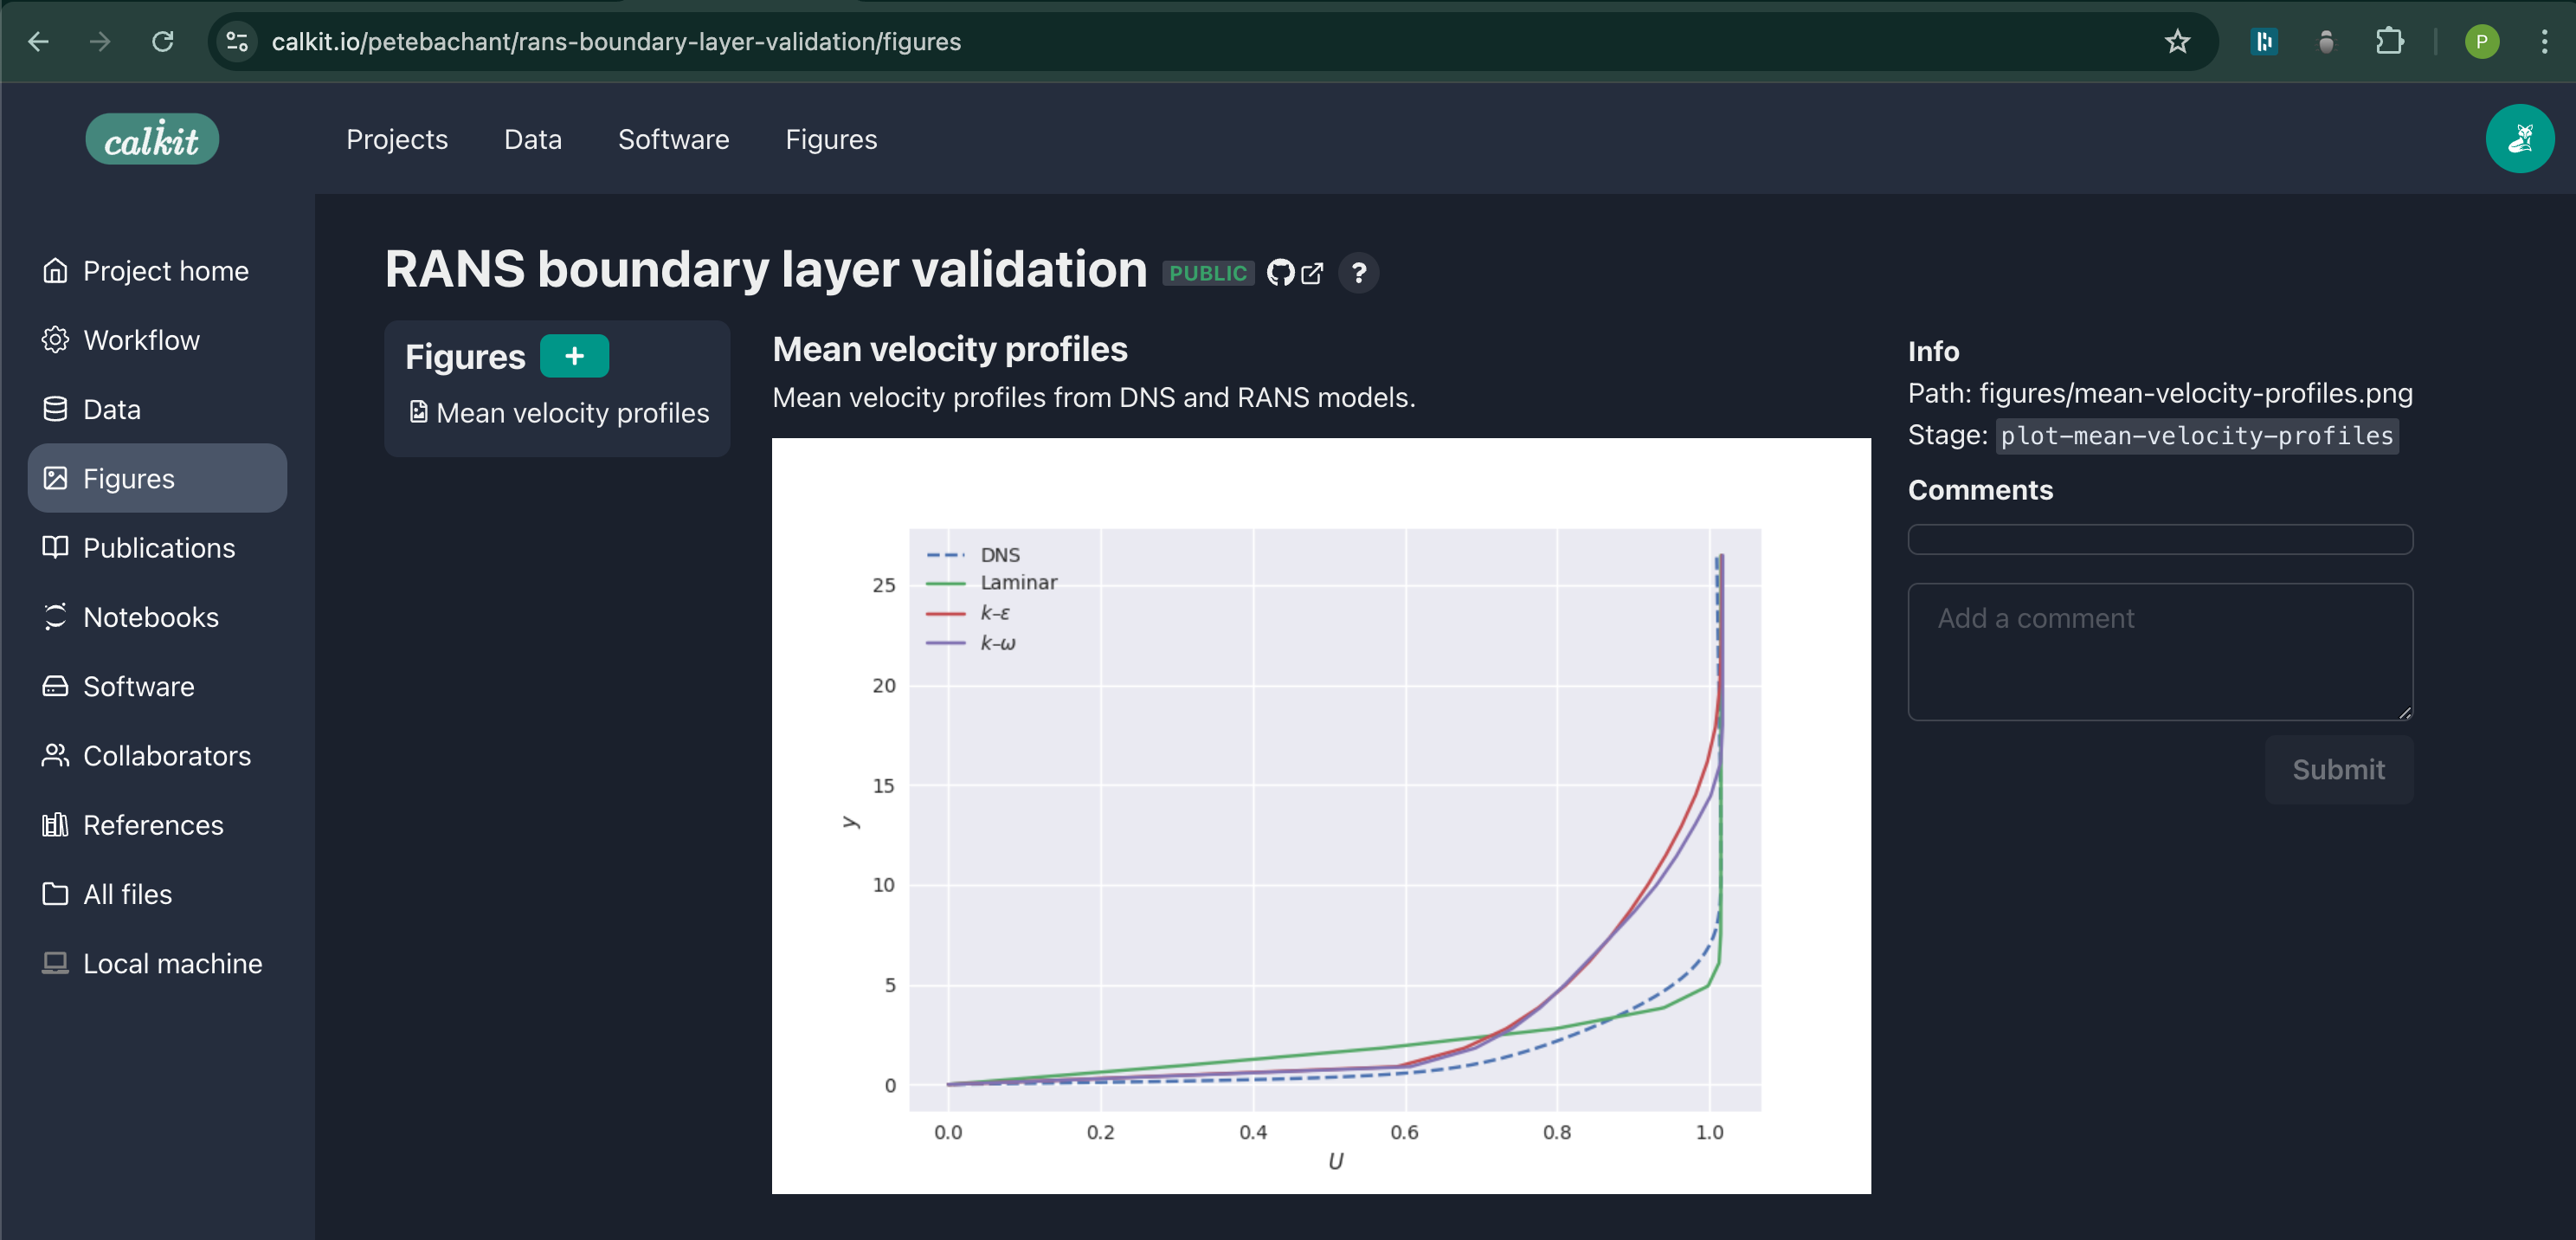 calkit.io/petebachant/rans-boundary-layer-validation/figures
P
calkit
Projects
Data
Software
Figures
Project home
Workflow
Data
Figures
Publications
Notebooks
Software
Collaborators
References
All files
Local machine
RANS boundary layer validation PUBLIC ?
Figures +
Mean velocity profiles
Mean velocity profiles
Mean velocity profiles from DNS and RANS models.
DNS
Laminar
k–ε
k–ω
25
20
15
10
5
0
y
0.0 0.2 0.4 0.6 0.8 1.0
U
Info
Path: figures/mean-velocity-profiles.png
Stage: plot-mean-velocity-profiles
Comments
Add a comment
Submit